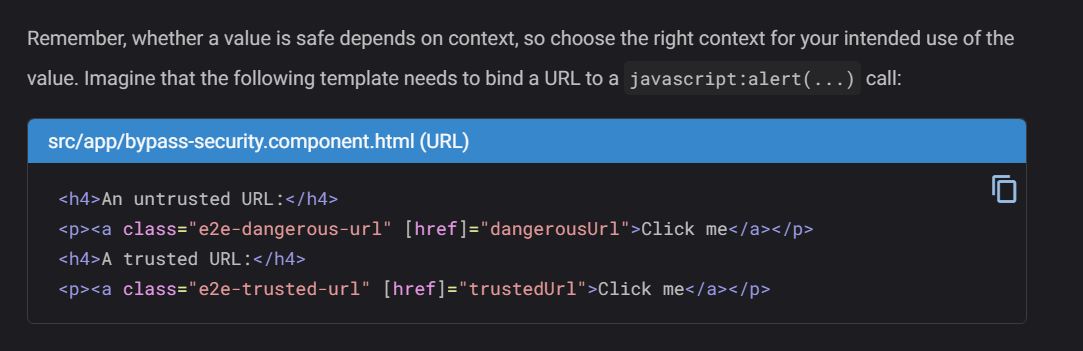 Remember, whether a value is safe depends on context, so choose the right context for your intended use of the
value. Imagine that the following template needs to bind a URL to a javascript:alert(...) call:
src/app/bypass-security.component.html (URL)
<h4>An untrusted URL:</h4>
<p><a class="e2e-dangerous-url" [href]="dangerousUrl">Click me</a></p>
<h4>A trusted URL:</h4>
<p><a class="e2e-trusted-url" [href]="trustedUrl">Click me</a></p>